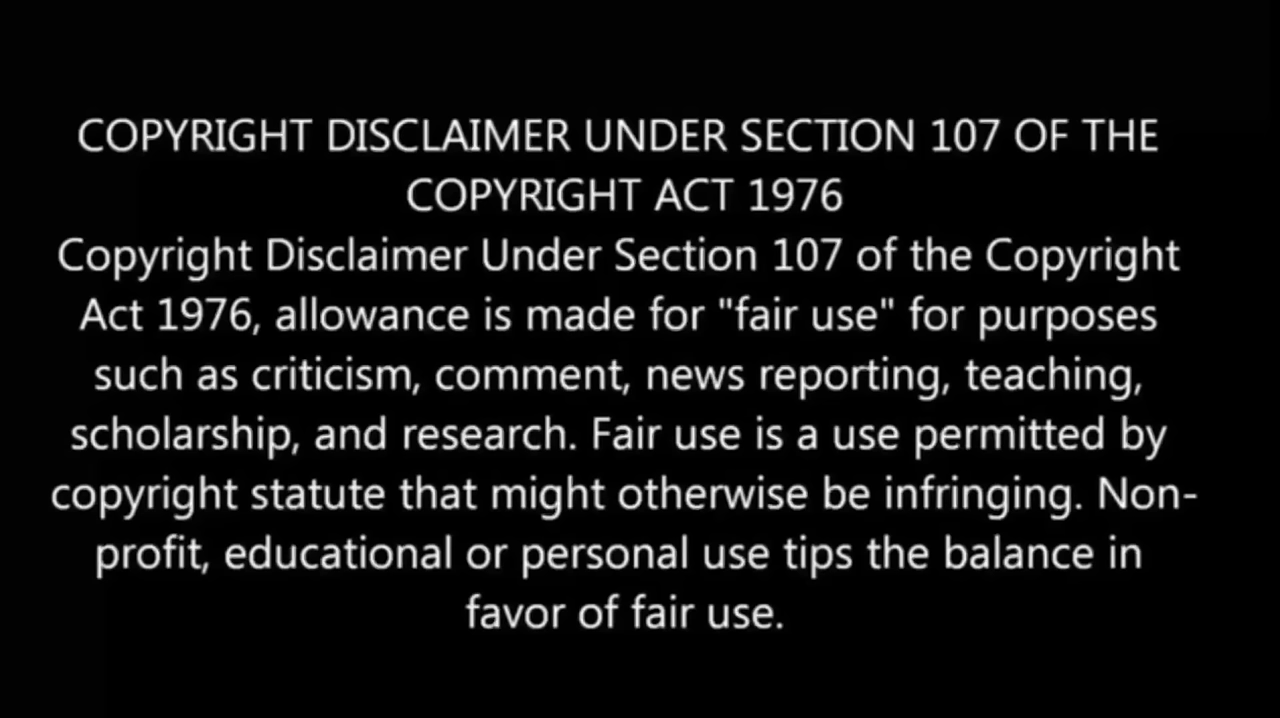 COPYRIGHT DISCLAIMER UNDER SECTION 107 OF THE
COPYRIGHT ACT 1976
Copyright Disclaimer Under Section 107 of the Copyright
Act 1976, allowance is made for "fair use" for purposes
such as criticism, comment, news reporting, teaching,
scholarship, and research. Fair use is a use permitted by
copyright statute that might otherwise be infringing. Non-
profit, educational or personal use tips the balance in
favor of fair use.